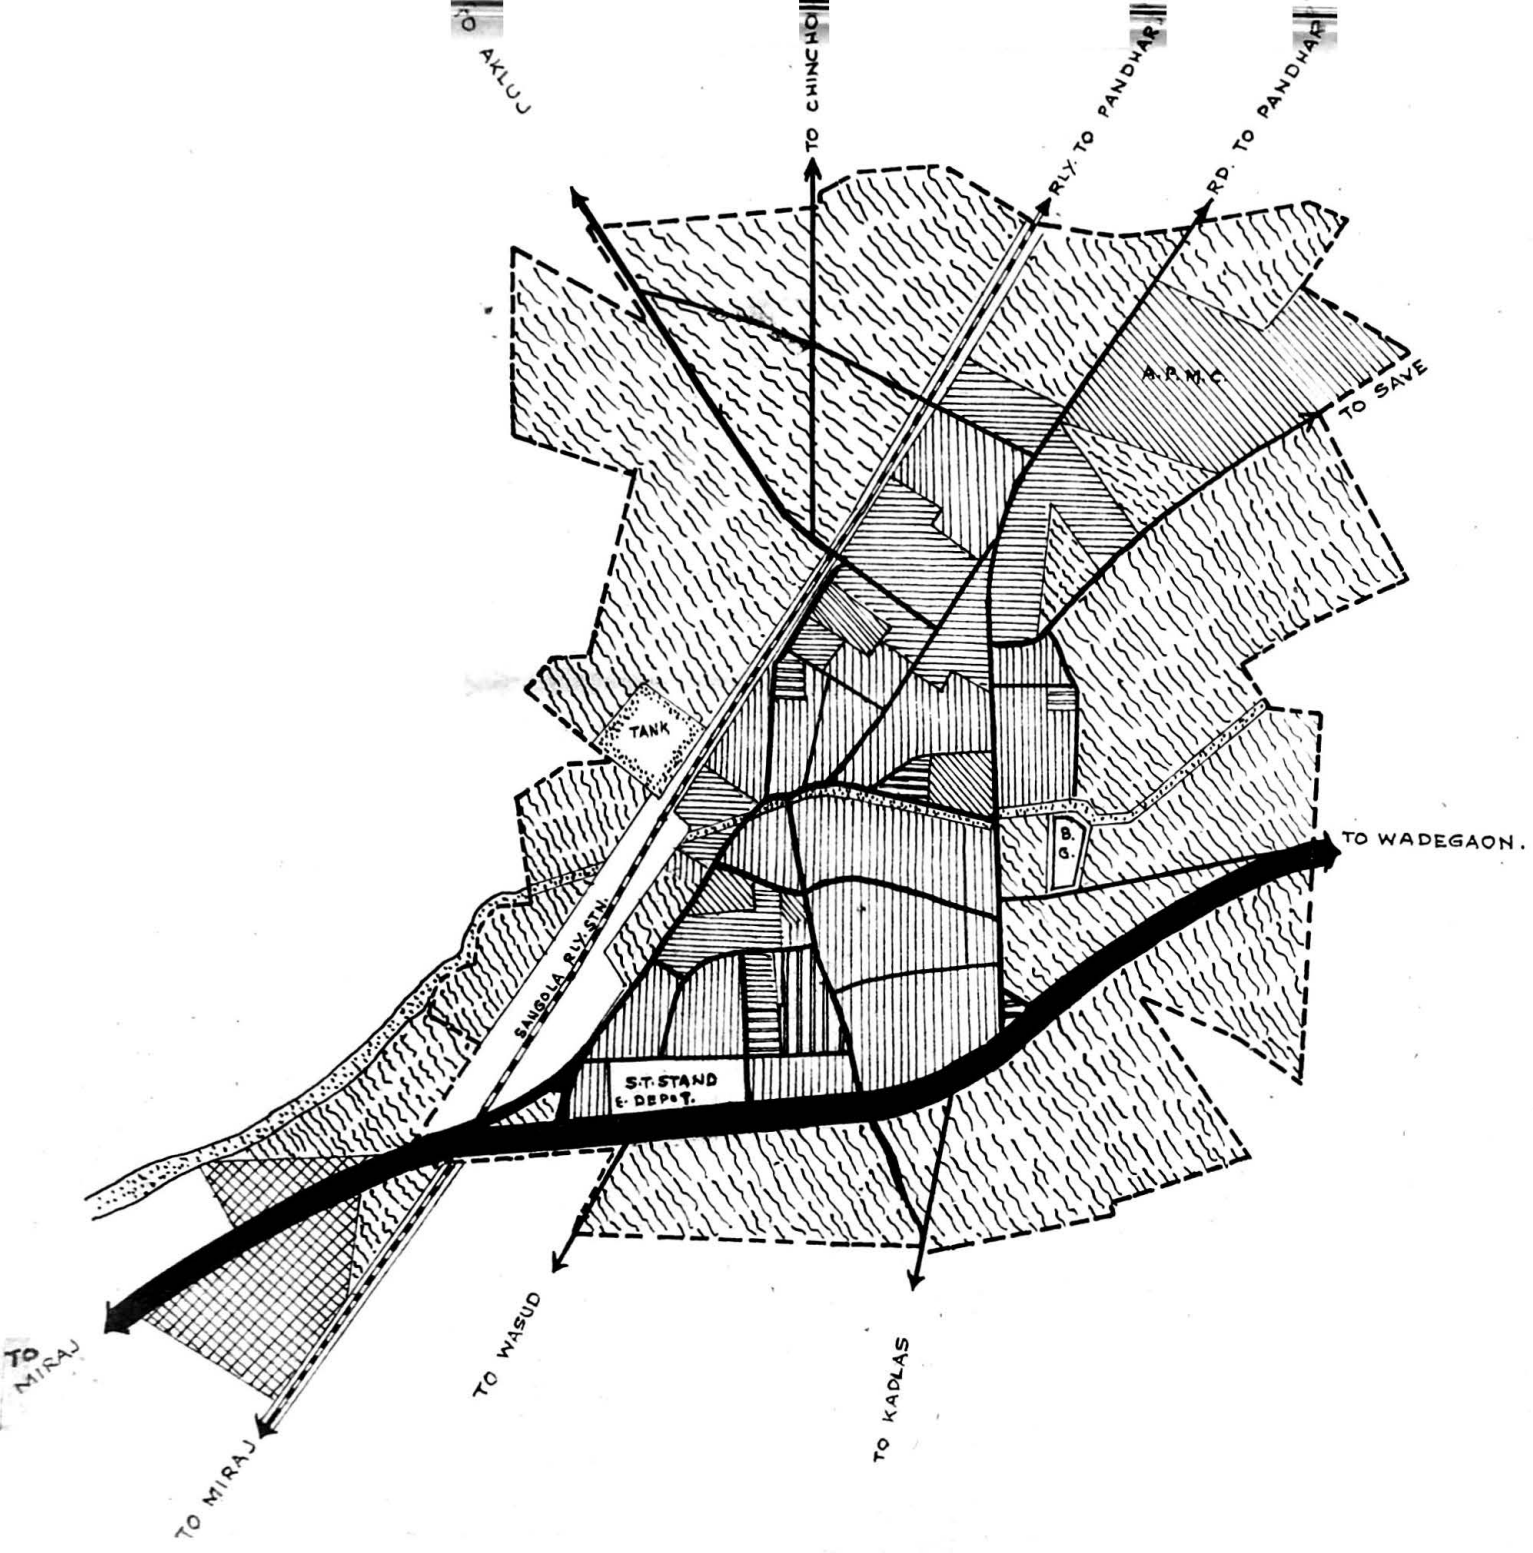 AKLUJ
TO CHINCHO
RLY. TO PANDHAR
RD. TO PANDHAR
A.P.M.C.
TO SAVE
TANK
B.
G.
TO WADEGAON.
SANGOLA RLY. STN.
S.T. STAND
& DEPOT.
TO
MIRAJ
TO MIRAJ
TO WASUD
TO KADLAS